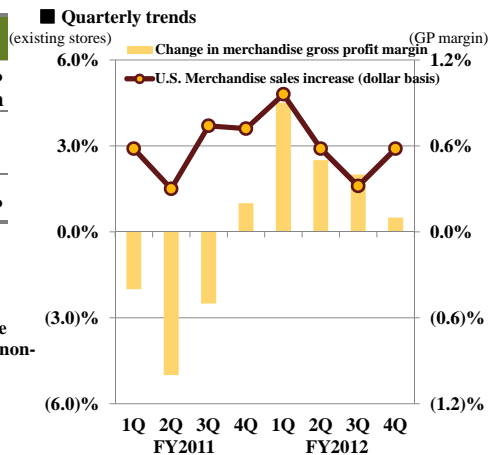 ■ Quarterly trends
(existing stores) (GP margin)
Change in merchandise gross profit margin
U.S. Merchandise sales increase (dollar basis)
6.0% 1.2%
3.0% 0.6%
0.0% 0.0%
(3.0)% (0.6)%
(6.0)% (1.2)%
1Q 2Q 3Q 4Q 1Q 2Q 3Q 4Q
FY2011 FY2012
non-